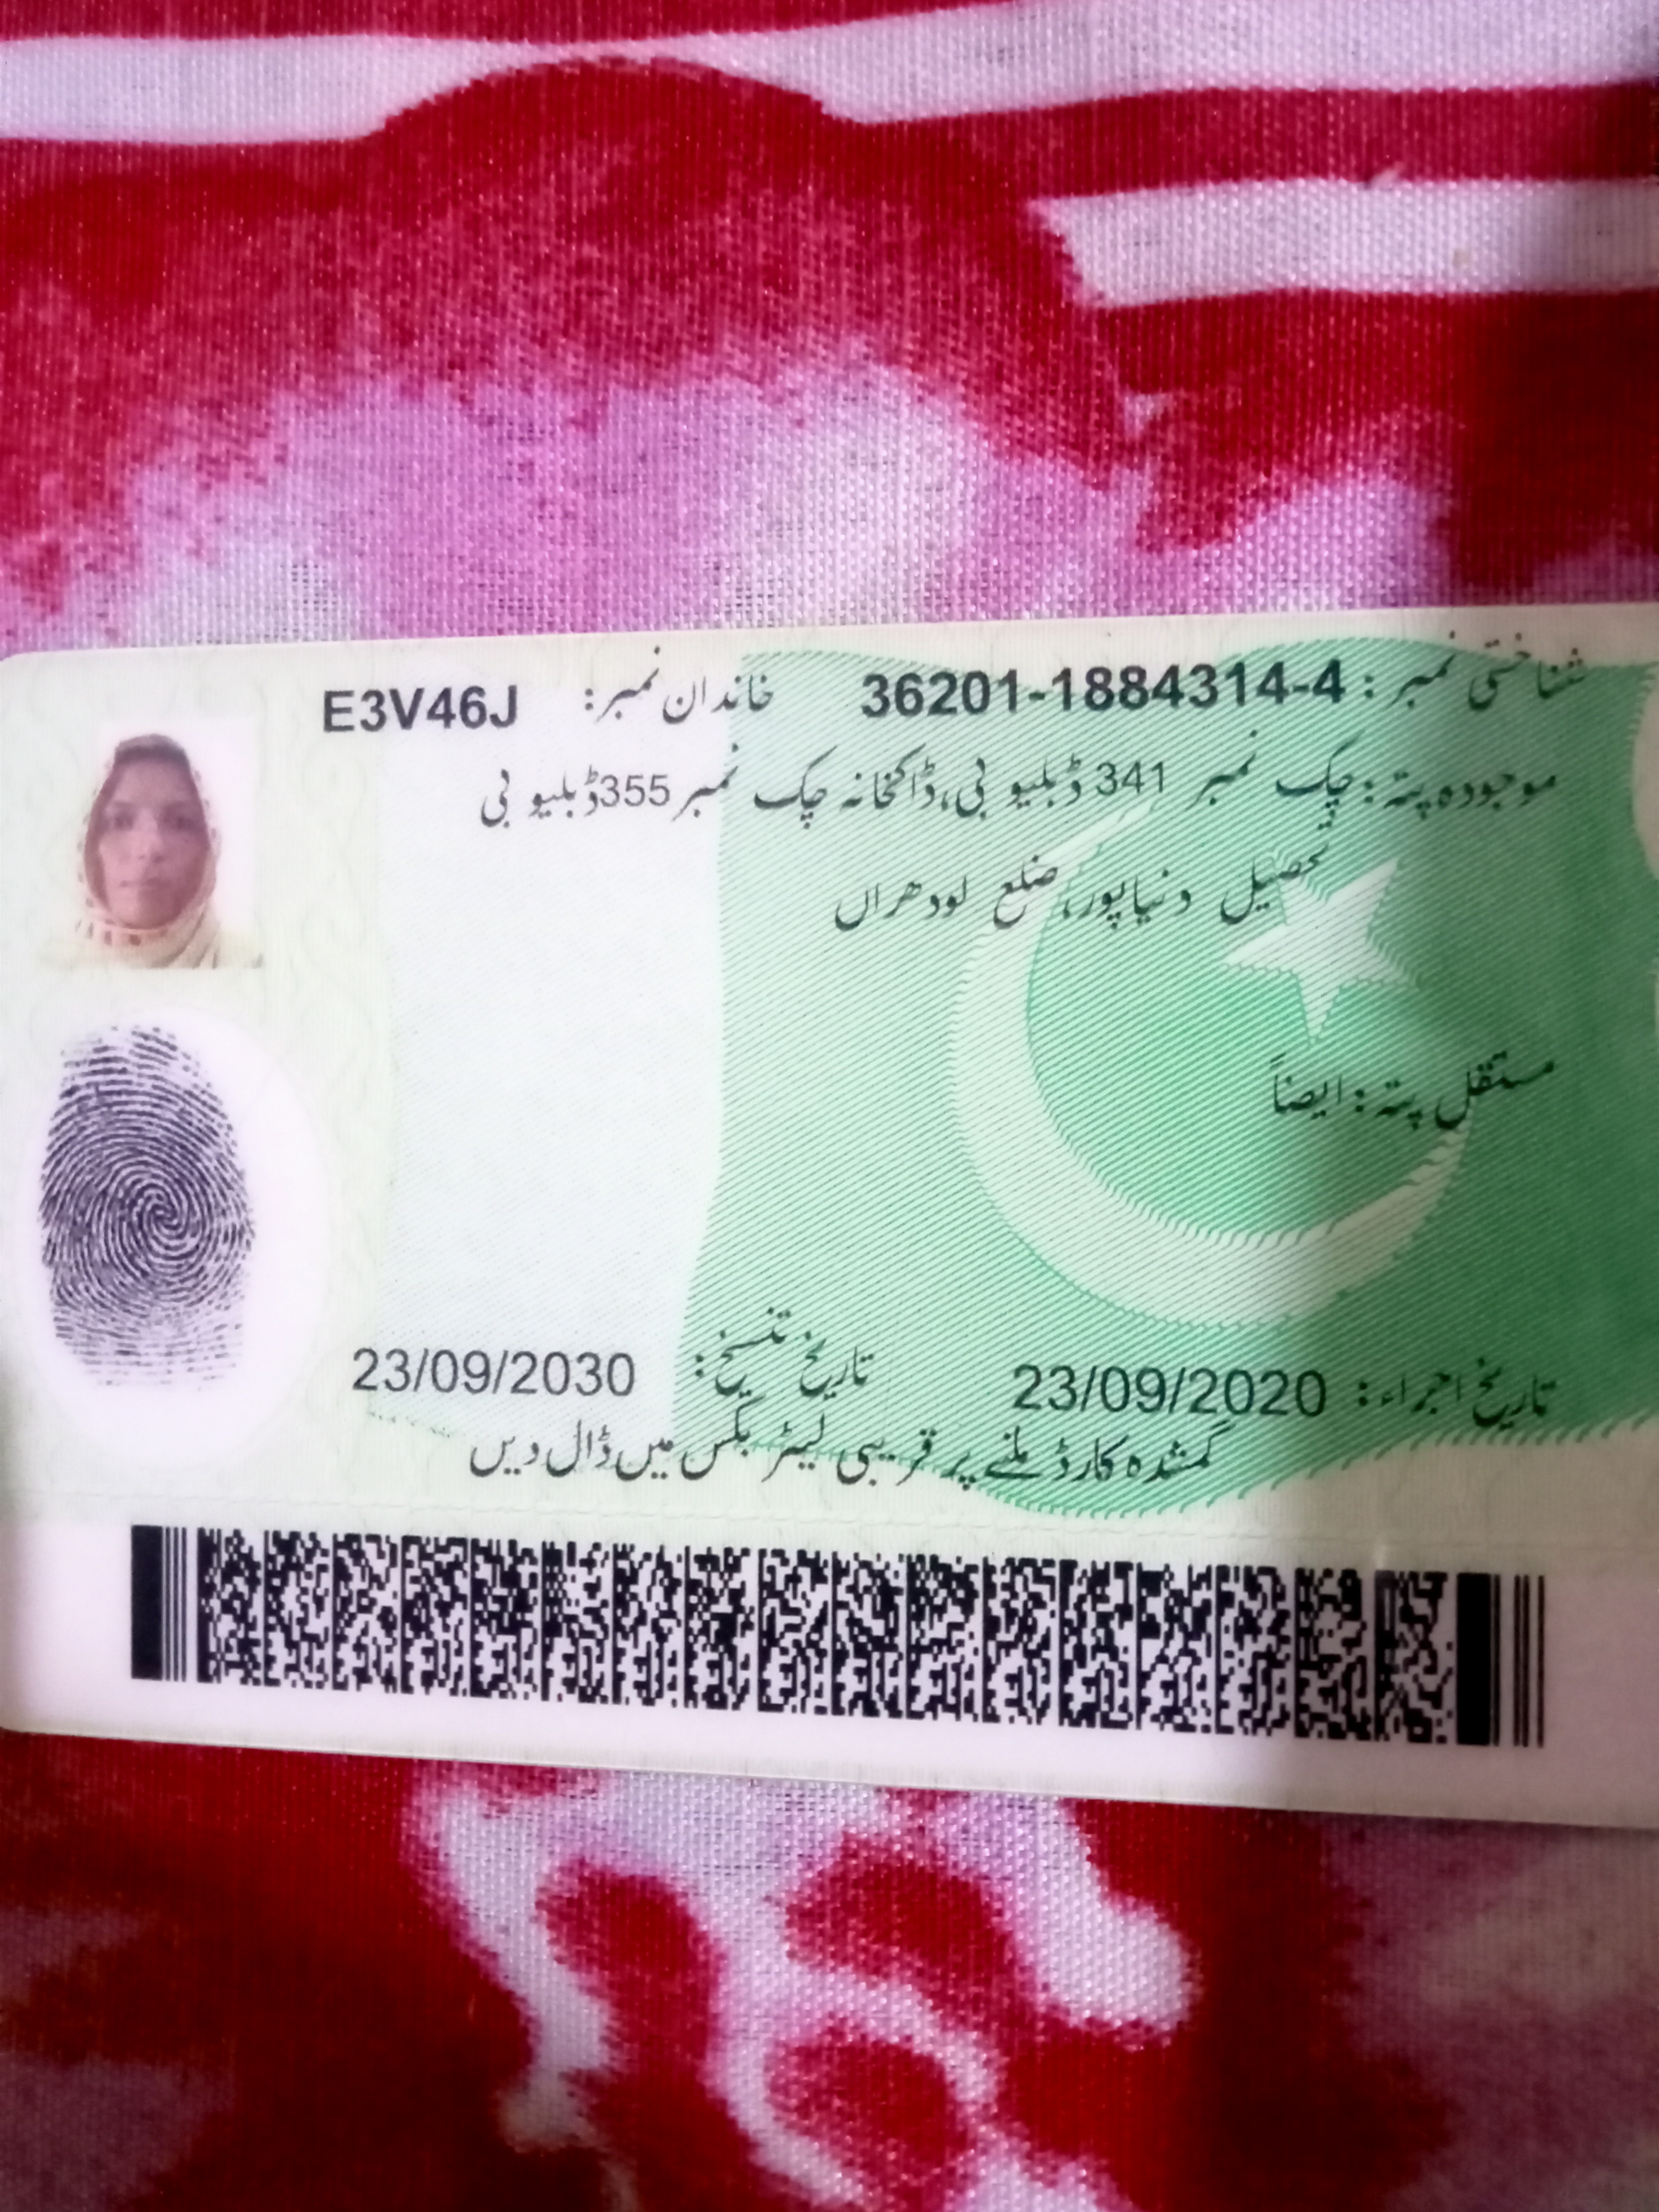 شناختی نمبر : 36201-1884314-4 خاندان نمبر: E3V46J
موجودہ پتہ : چک نمبر 341 ڈبلیو بی، ڈاکخانہ چک نمبر 355 ڈبلیو بی
تحصیل دنیاپور، ضلع لودھراں
مستقل پتہ : ایضاً
تاریخ اجراء : 23/09/2020 تاریخ تنسیخ : 23/09/2030
گمشدہ کارڈ ملنے پر قریبی لیٹر بکس میں ڈال دیں